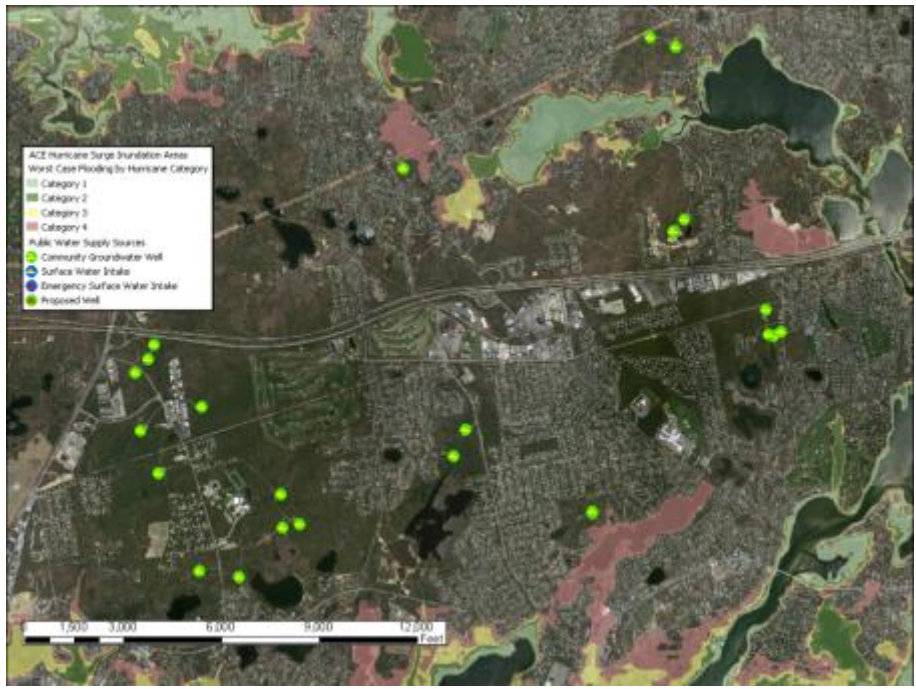 ACE Hurricane Surge Inundation Areas
Worst Case Flooding by Hurricane Category
Category 1
Category 2
Category 3
Category 4
Public Water Supply Sources
Community Groundwater Well
Surface Water Intake
Emergency Surface Water Intake
Proposed Well
0 1,500 3,000 6,000 9,000 12,000
Feet